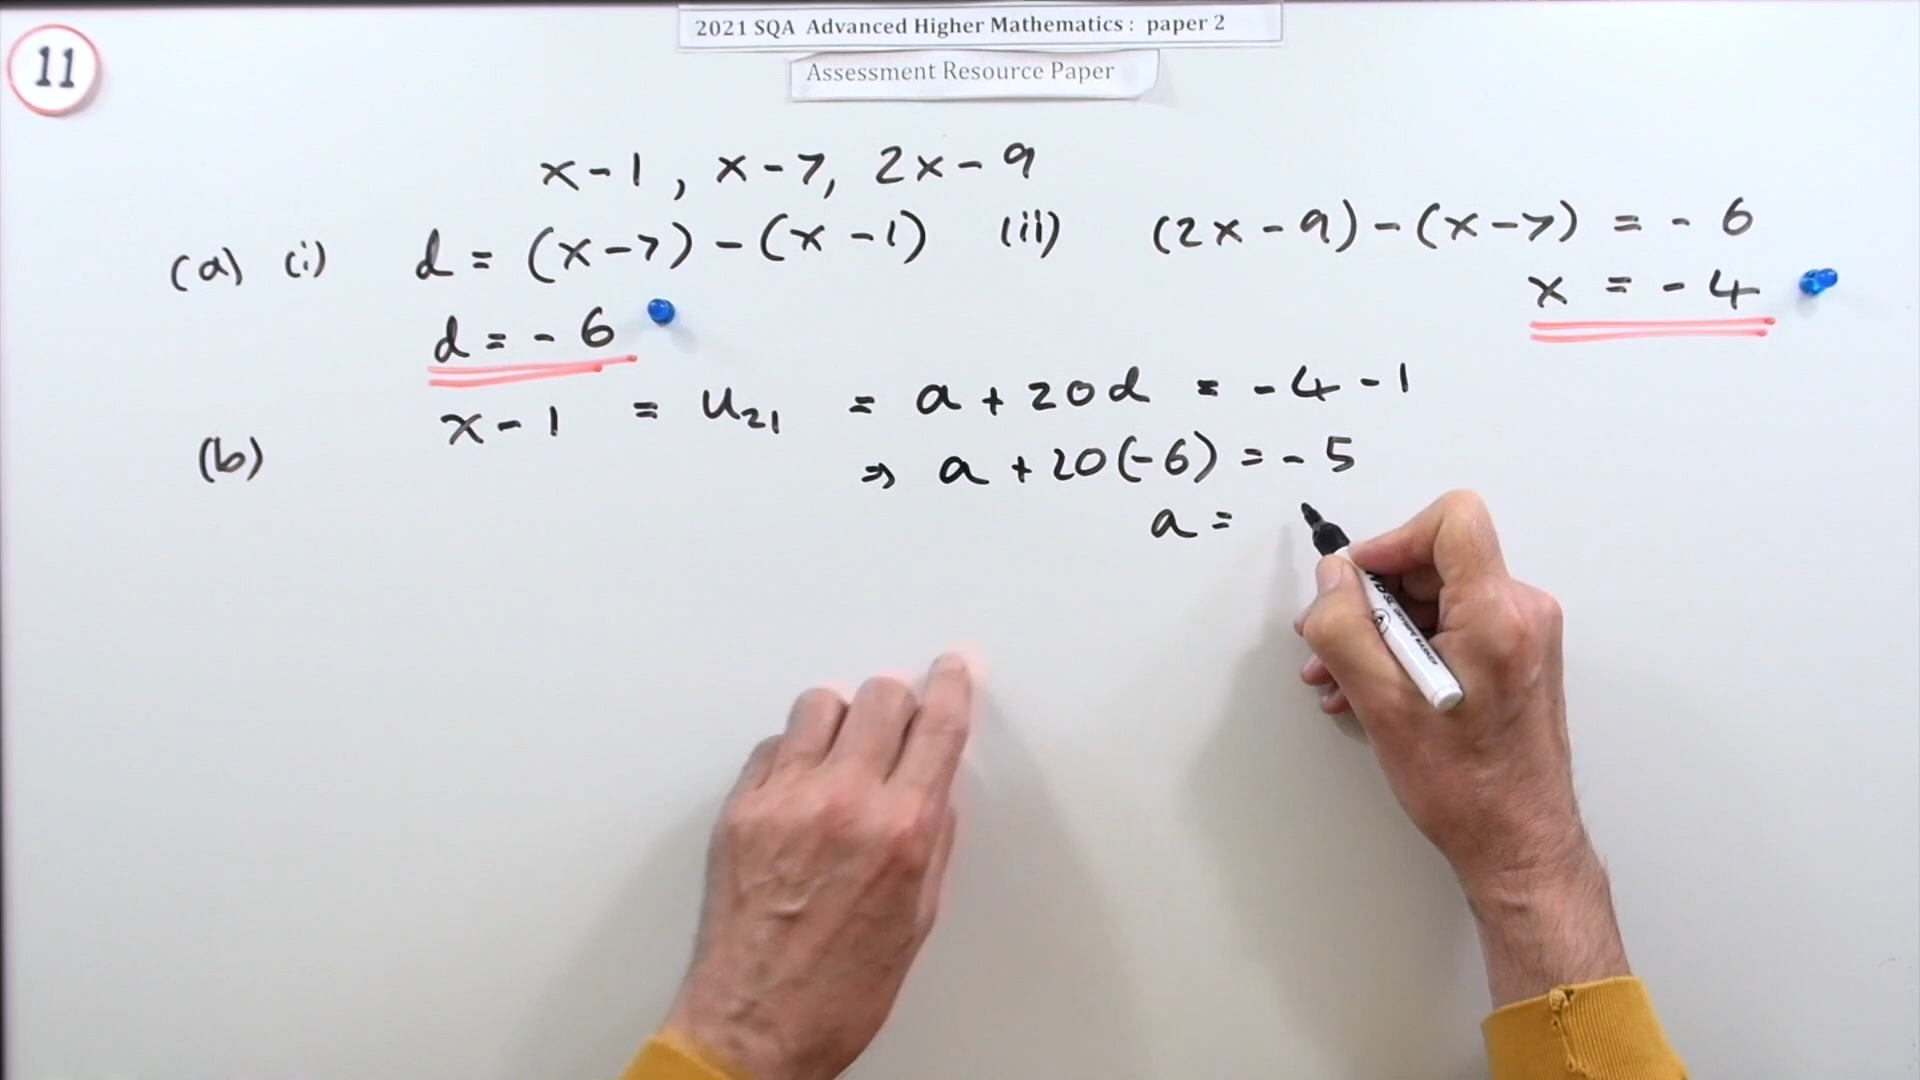 2021 SQA Advanced Higher Mathematics : paper 2
Assessment Resource Paper
11
x - 1 , x - 7, 2x - 9
(a) (i) d = (x - 7) - (x - 1)
d = - 6
(ii) (2x - 9) - (x - 7) = - 6
x = - 4
(b) x - 1 = u₂₁ = a + 20d = - 4 - 1
⇒ a + 20(-6) = - 5
a =